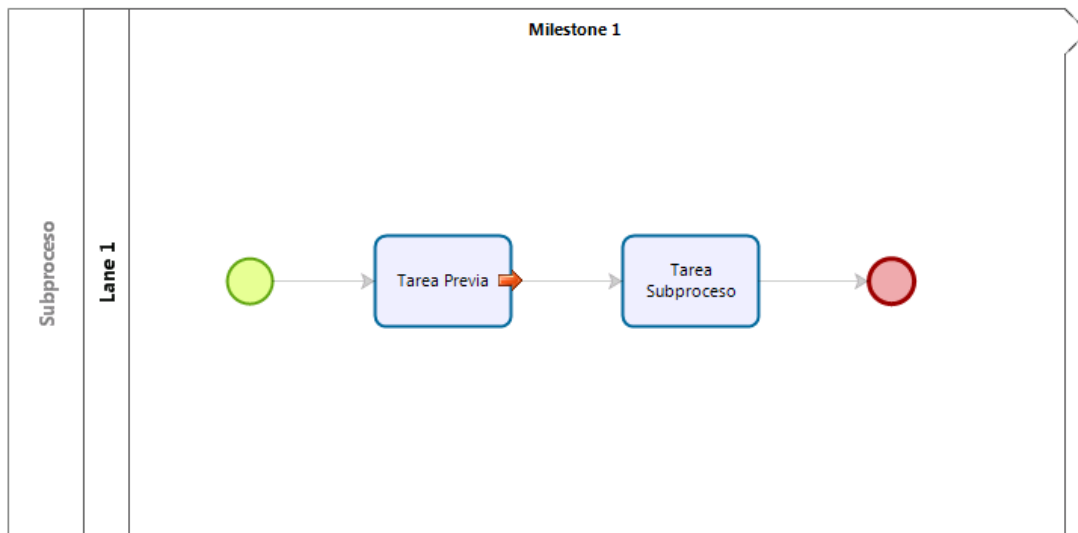 Milestone 1
Subproceso
Lane 1
Tarea Previa
Tarea
Subproceso